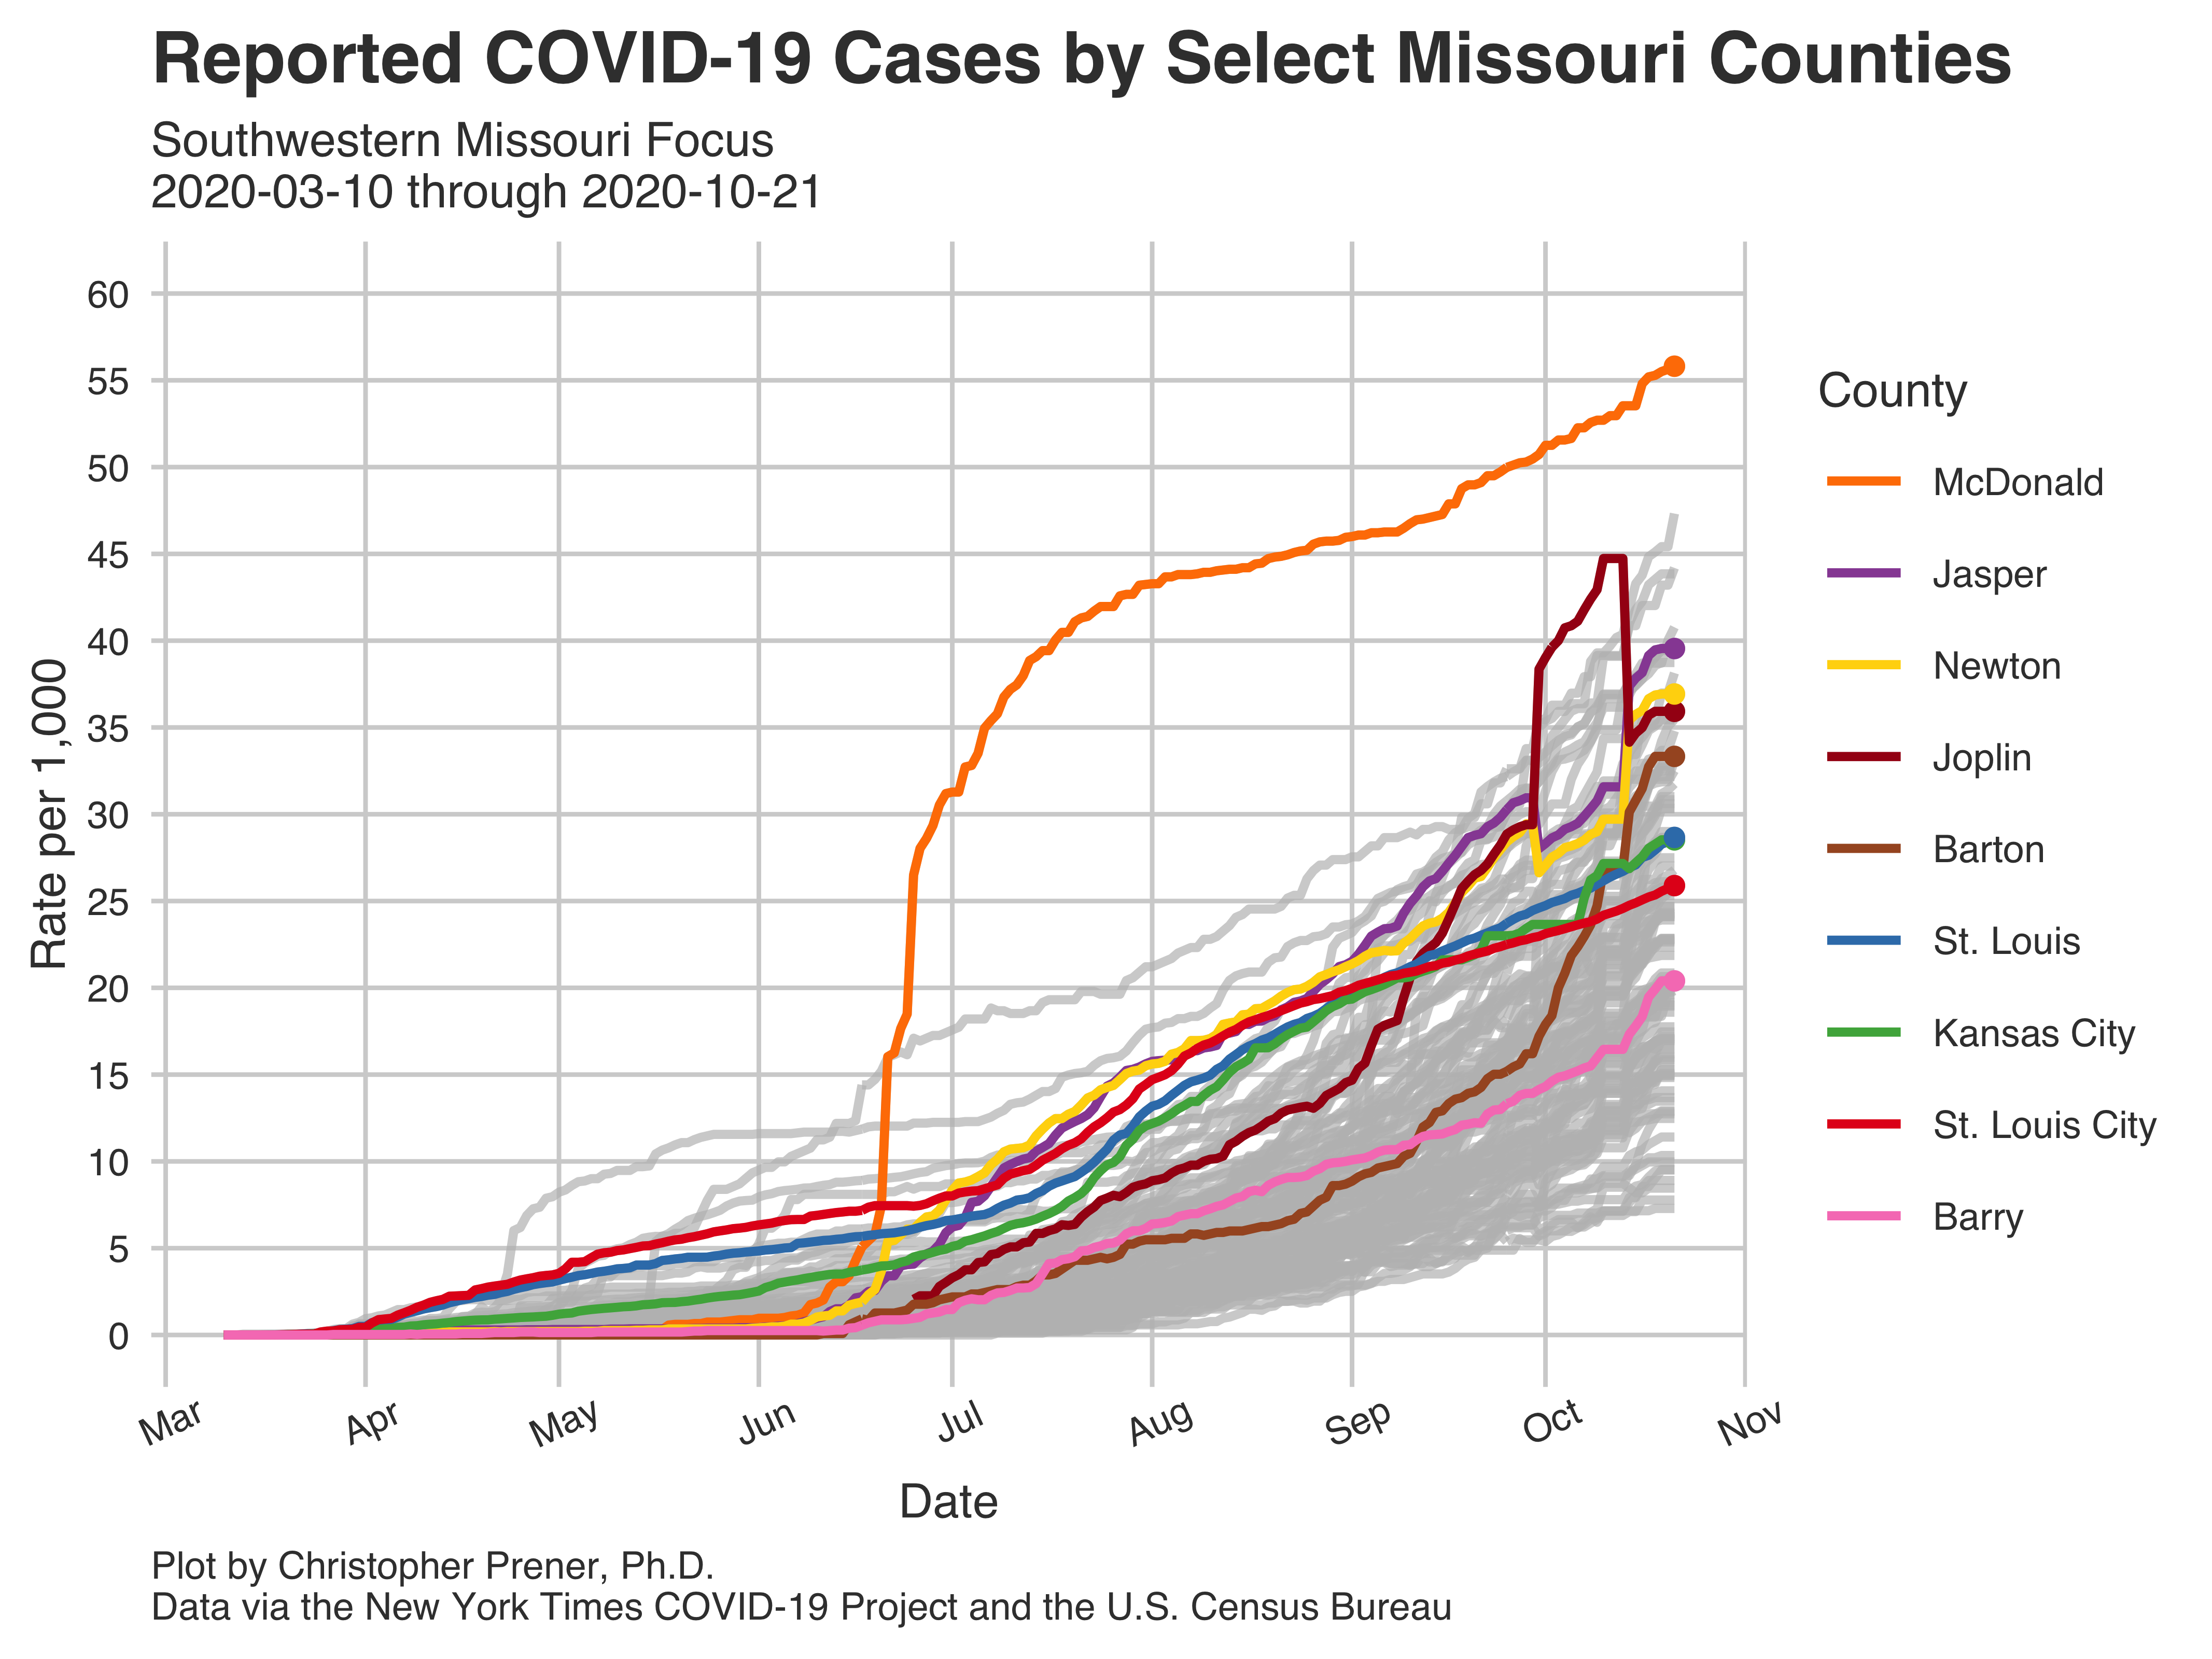 Reported COVID-19 Cases by Select Missouri Counties
Southwestern Missouri Focus
2020-03-10 through 2020-10-21
60
55
50
45
40
35
30
25
20
15
10
5
0
Rate per 1,000
Mar
Apr
May
Jun
Jul
Aug
Sep
Oct
Nov
Date
County
McDonald
Jasper
Newton
Joplin
Barton
St. Louis
Kansas City
St. Louis City
Barry
Plot by Christopher Prener, Ph.D.
Data via the New York Times COVID-19 Project and the U.S. Census Bureau